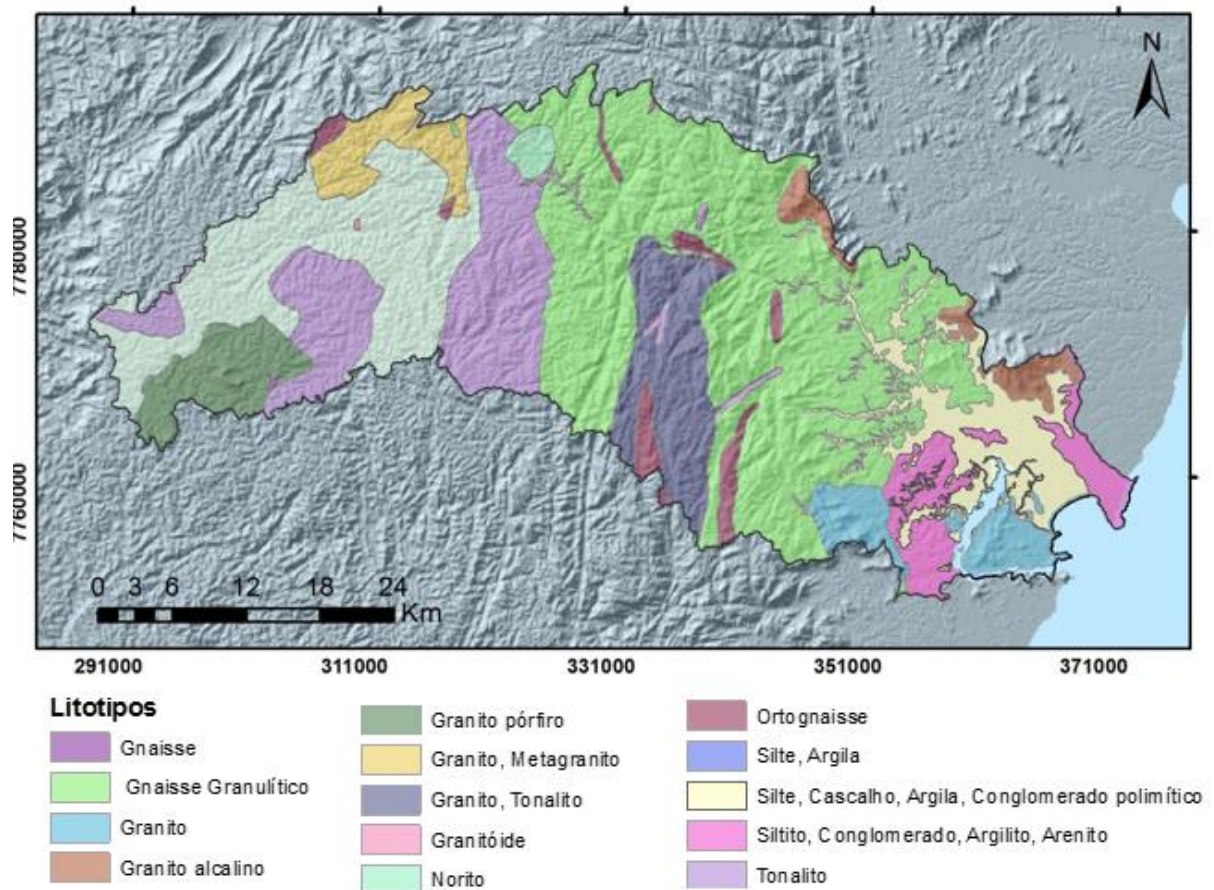 N
7780000
7760000
0 3 6 12 18 24
Km
291000 311000 331000 351000 371000
Litotipos
Gnaisse
Gnaisse Granulítico
Granito
Granito alcalino
Granito pórfiro
Granito, Metagranito
Granito, Tonalito
Granitóide
Norito
Ortognaisse
Silte, Argila
Silte, Cascalho, Argila, Conglomerado polimítico
Siltito, Conglomerado, Argilito, Arenito
Tonalito